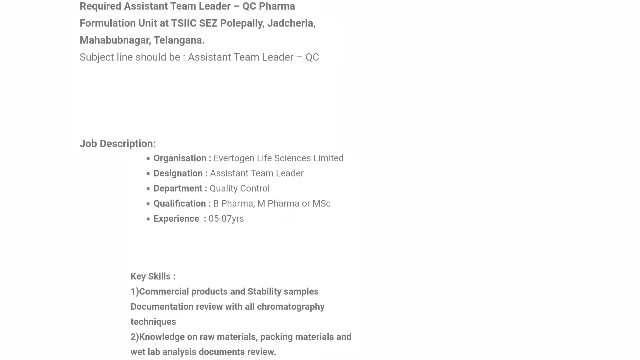 Required Assistant Team Leader – QC Pharma
Formulation Unit at TSIIC SEZ Polepally, Jadcherla,
Mahabubnagar, Telangana.
Subject line should be : Assistant Team Leader – QC
Job Description:
▪ Organisation : Evertogen Life Sciences Limited
▪ Designation : Assistant Team Leader
▪ Department : Quality Control
▪ Qualification : B Pharma, M Pharma or MSc
▪ Experience : 05-07yrs
Key Skills :
1)Commercial products and Stability samples
Documentation review with all chromatography
techniques
2)Knowledge on raw materials, packing materials and
wet lab analysis documents review.